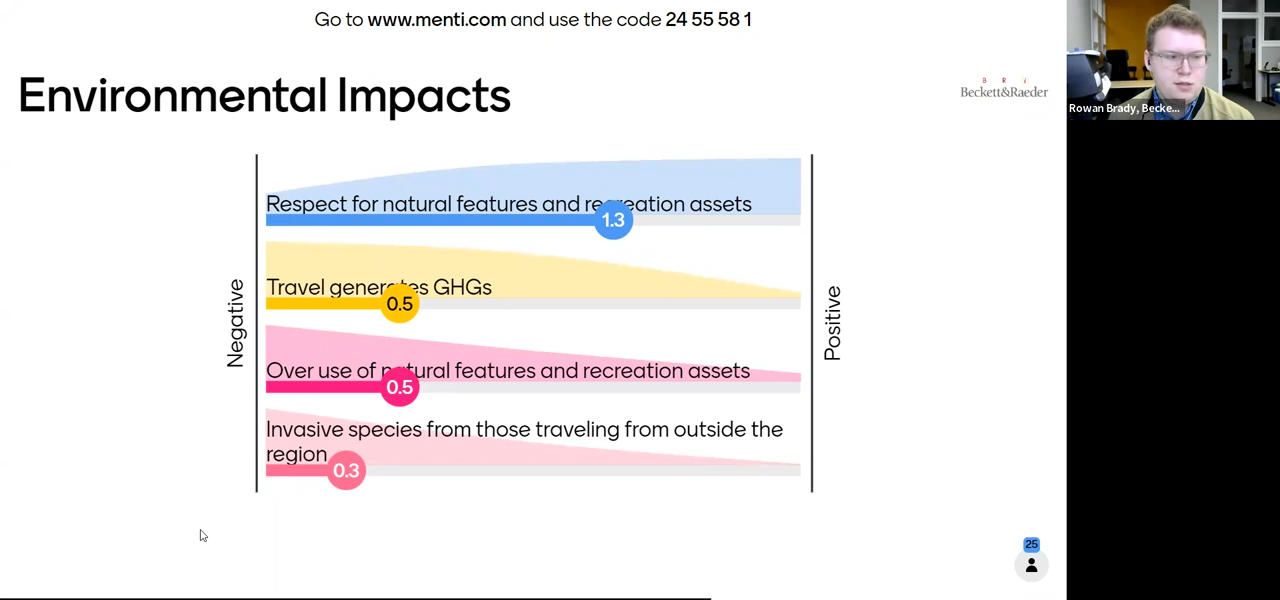 Go to www.menti.com and use the code 24 55 58 1
Environmental Impacts
B R i
Beckett&Raeder
Rowan Brady, Becke...
Negative
Respect for natural features and recreation assets
1.3
Travel generates GHGs
0.5
Over use of natural features and recreation assets
0.5
Invasive species from those traveling from outside the
region
0.3
Positive
25